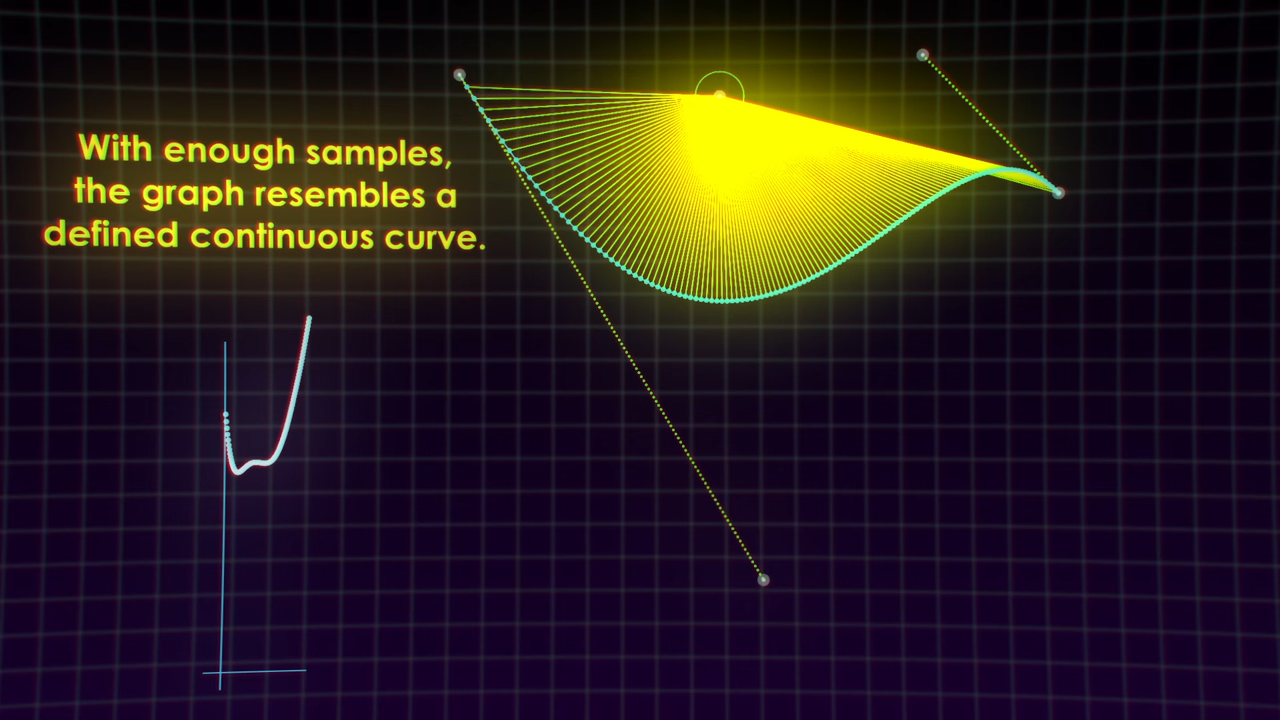 With enough samples,
the graph resembles a
defined continuous curve.